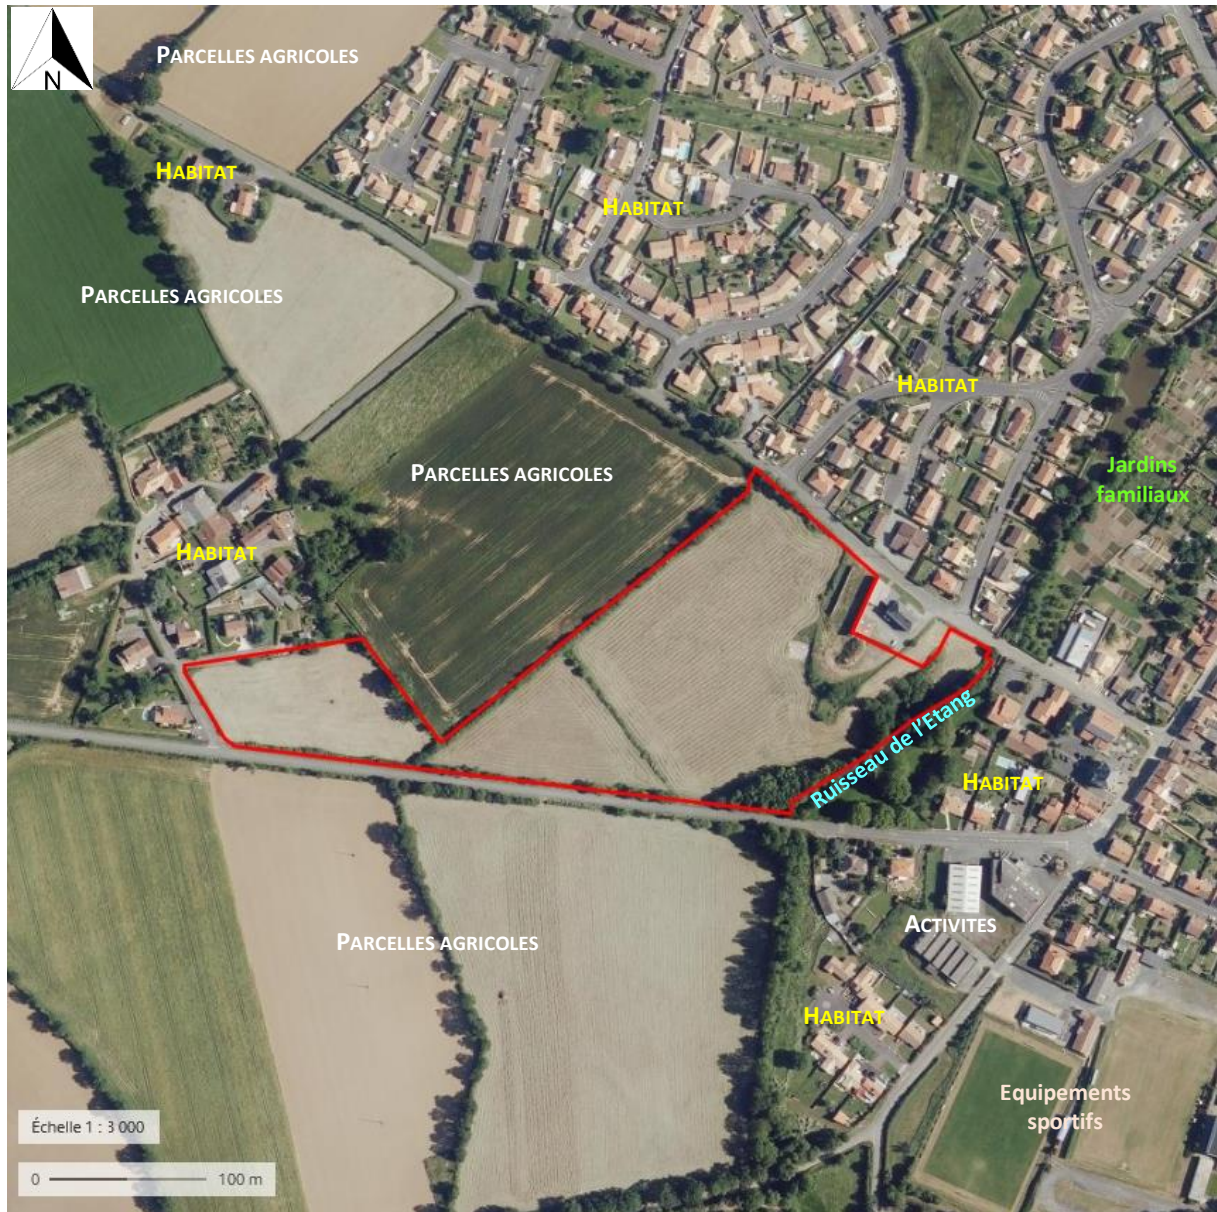 PARCELLES AGRICOLES
N
HABITAT
HABITAT
PARCELLES AGRICOLES
HABITAT
PARCELLES AGRICOLES
Jardins
familiaux
HABITAT
Ruisseau de l'Etang
HABITAT
ACTIVITES
PARCELLES AGRICOLES
HABITAT
Equipements
sportifs
Échelle 1 : 3 000
0 100 m